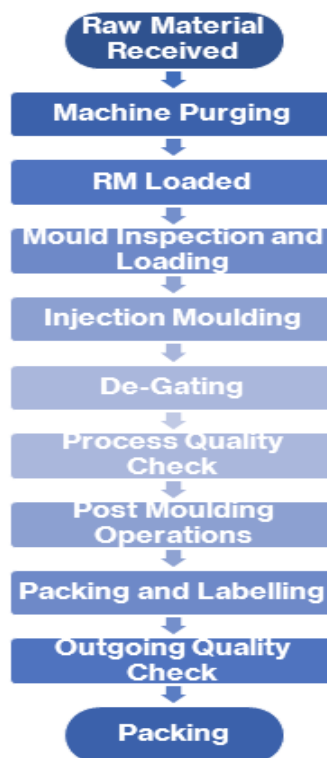 Raw Material
Received
Machine Purging
RM Loaded
Mould Inspection and
Loading
Injection Moulding
De-Gating
Process Quality
Check
Post Moulding
Operations
Packing and Labelling
Outgoing Quality
Check
Packing